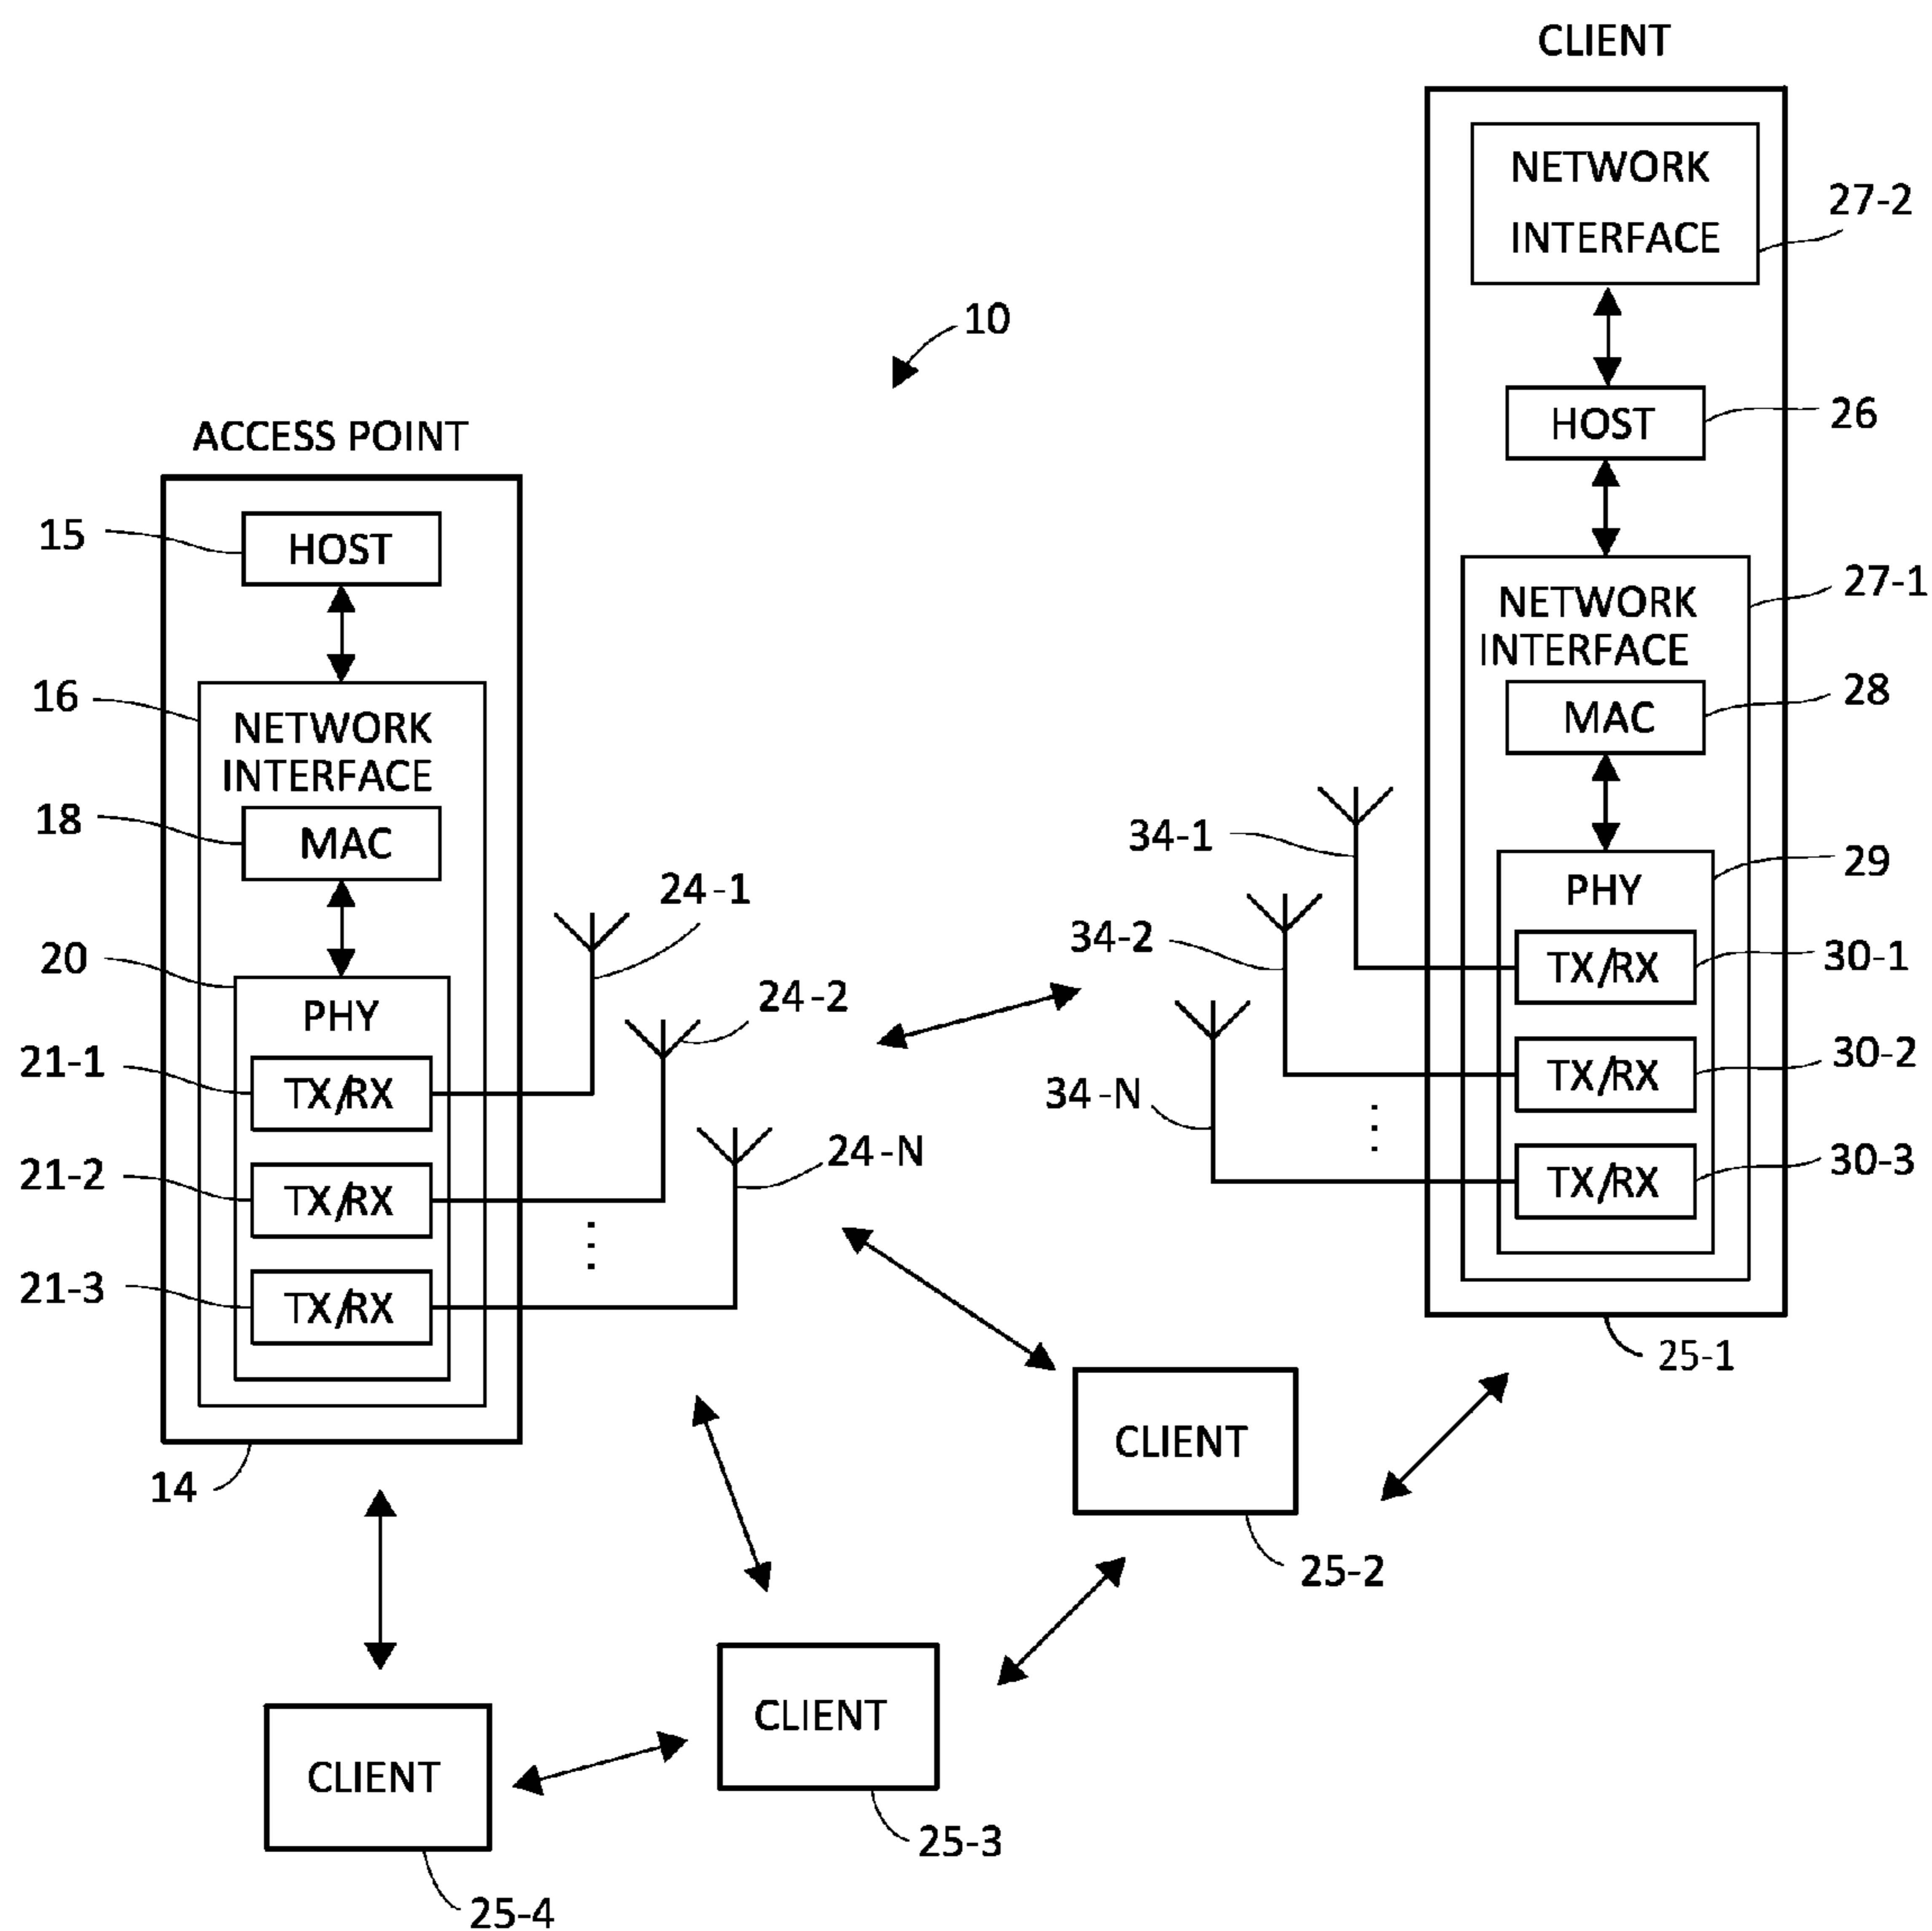 CLIENT
NETWORK
INTERFACE
27-2
10
HOST
26
ACCESS POINT
15
HOST
NETWORK
INTERFACE
27-1
16
NETWORK
INTERFACE
MAC
28
18
MAC
34-1
PHY
29
24-1
34-2
TX/RX
30-1
20
PHY
24-2
21-1
TX/RX
34-N
TX/RX
30-2
21-2
TX/RX
24-N
TX/RX
30-3
21-3
TX/RX
25-1
14
CLIENT
25-2
CLIENT
25-3
CLIENT
25-4